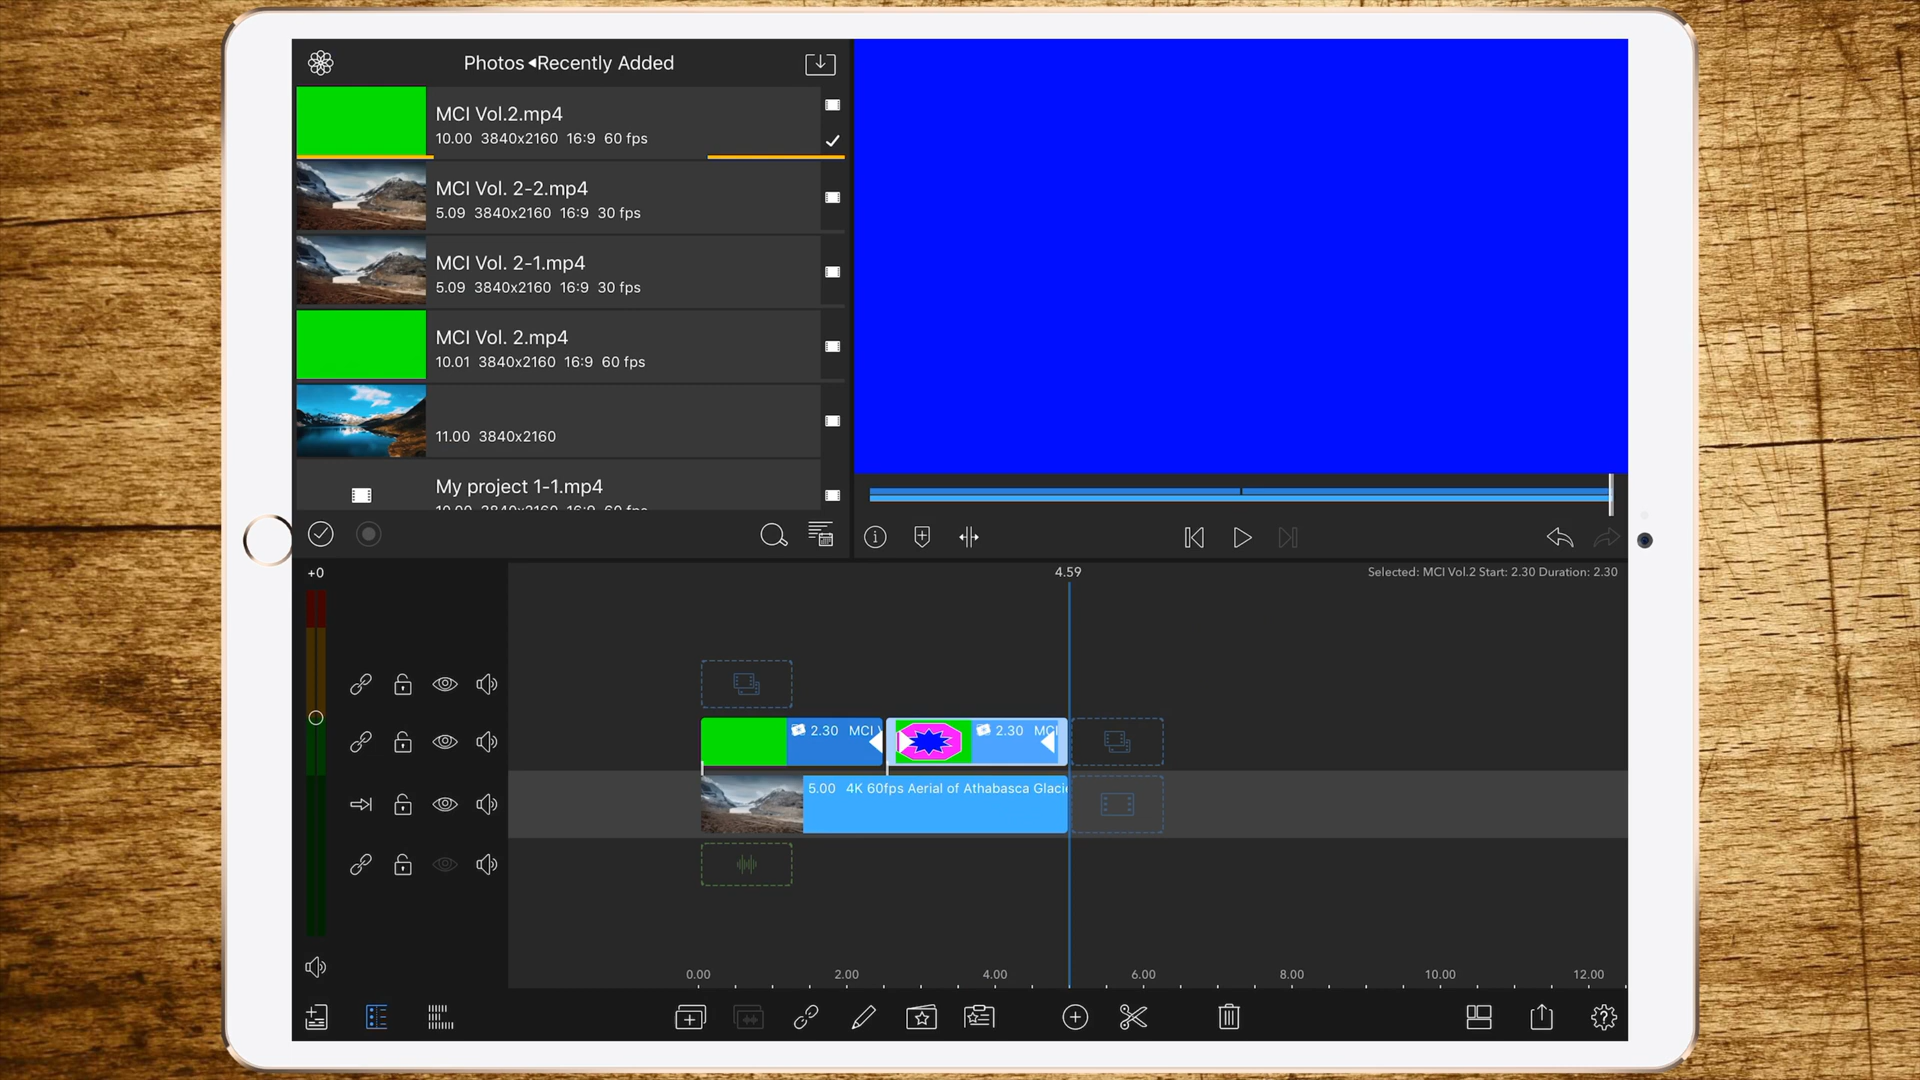 Photos ◂Recently Added
MCI Vol.2.mp4
10.00 3840x2160 16:9 60 fps
MCI Vol. 2-2.mp4
5.09 3840x2160 16:9 30 fps
MCI Vol. 2-1.mp4
5.09 3840x2160 16:9 30 fps
MCI Vol. 2.mp4
10.01 3840x2160 16:9 60 fps
11.00 3840x2160
My project 1-1.mp4
10.00 3840x2160 16:9 60 fps
+0
4.59
Selected: MCI Vol.2 Start: 2.30 Duration: 2.30
2.30 MCI
2.30 MCI
5.00 4K 60fps Aerial of Athabasca
0.00 2.00 4.00 6.00 8.00 10.00 12.00